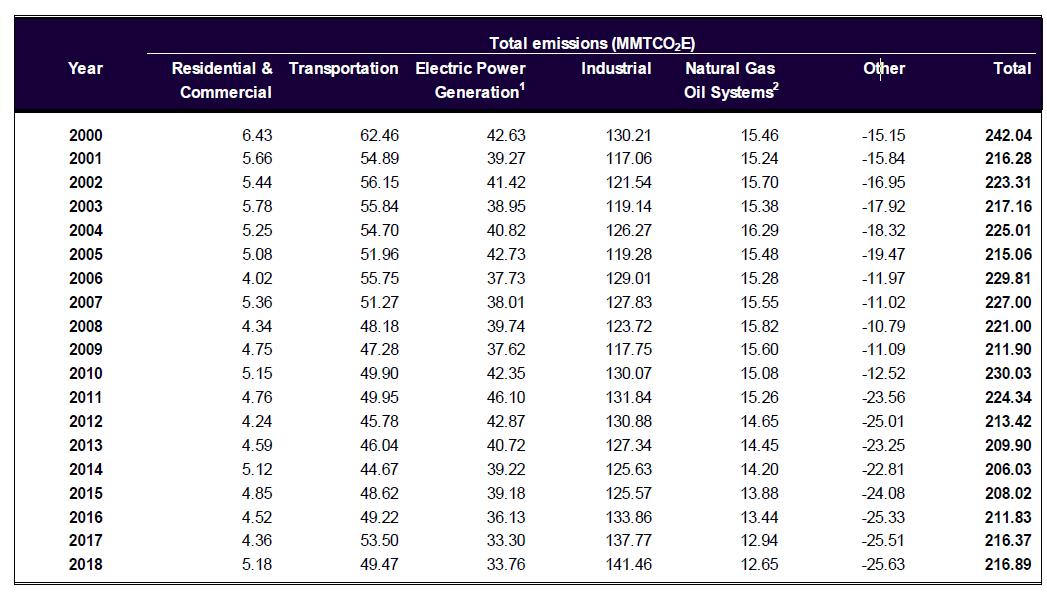 Total emissions (MMTCO₂E)
Year Residential & Transportation Electric Power Industrial Natural Gas Other Total
Commercial Generation¹ Oil Systems²
2000 6.43 62.46 42.63 130.21 15.46 -15.15 242.04
2001 5.66 54.89 39.27 117.06 15.24 -15.84 216.28
2002 5.44 56.15 41.42 121.54 15.70 -16.95 223.31
2003 5.78 55.84 38.95 119.14 15.38 -17.92 217.16
2004 5.25 54.70 40.82 126.27 16.29 -18.32 225.01
2005 5.08 51.96 42.73 119.28 15.48 -19.47 215.06
2006 4.02 55.75 37.73 129.01 15.28 -11.97 229.81
2007 5.36 51.27 38.01 127.83 15.55 -11.02 227.00
2008 4.34 48.18 39.74 123.72 15.82 -10.79 221.00
2009 4.75 47.28 37.62 117.75 15.60 -11.09 211.90
2010 5.15 49.90 42.35 130.07 15.08 -12.52 230.03
2011 4.76 49.95 46.10 131.84 15.26 -23.56 224.34
2012 4.24 45.78 42.87 130.88 14.65 -25.01 213.42
2013 4.59 46.04 40.72 127.34 14.45 -23.25 209.90
2014 5.12 44.67 39.22 125.63 14.20 -22.81 206.03
2015 4.85 48.62 39.18 125.57 13.88 -24.08 208.02
2016 4.52 49.22 36.13 133.86 13.44 -25.33 211.83
2017 4.36 53.50 33.30 137.77 12.94 -25.51 216.37
2018 5.18 49.47 33.76 141.46 12.65 -25.63 216.89